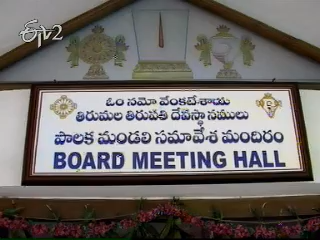 ETV2
ఓం నమో వేంకటేశాయ
తిరుమల తిరుపతి దేవస్థానములు
పాలక మండలి సమావేశ మందిరం
BOARD MEETING HALL